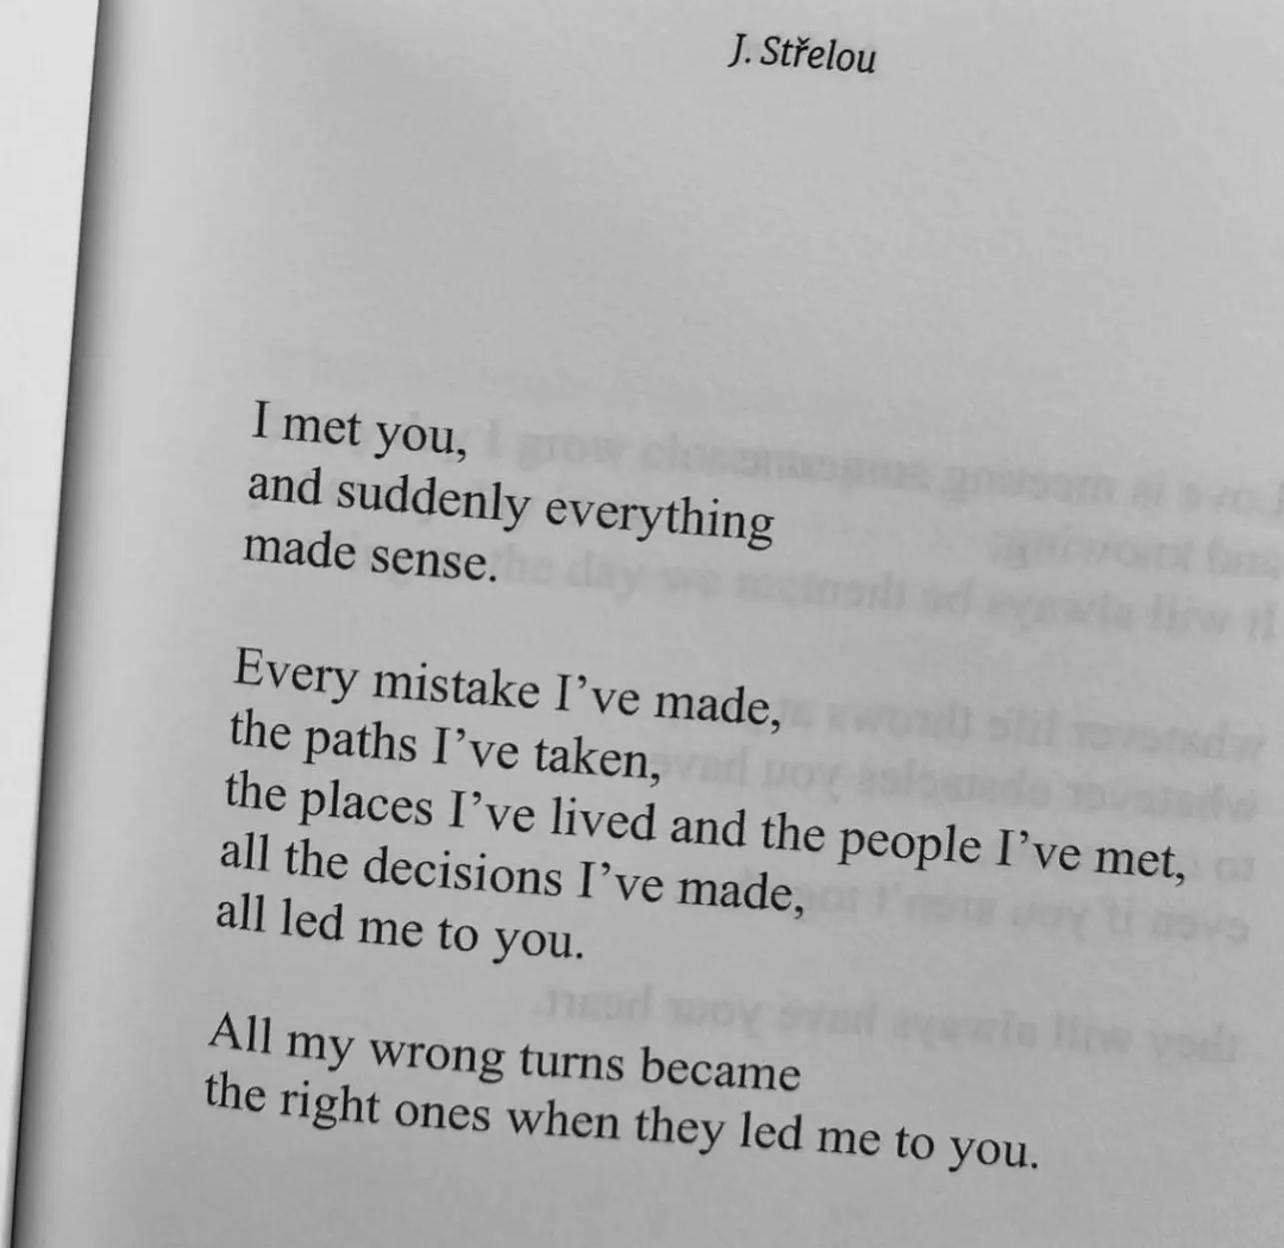 J. Střelou
I met you,
and suddenly everything
made sense.
Every mistake I've made,
the paths I've taken,
the places I've lived and the people I've met,
all the decisions I've made,
all led me to you.
All my wrong turns became
the right ones when they led me to you.